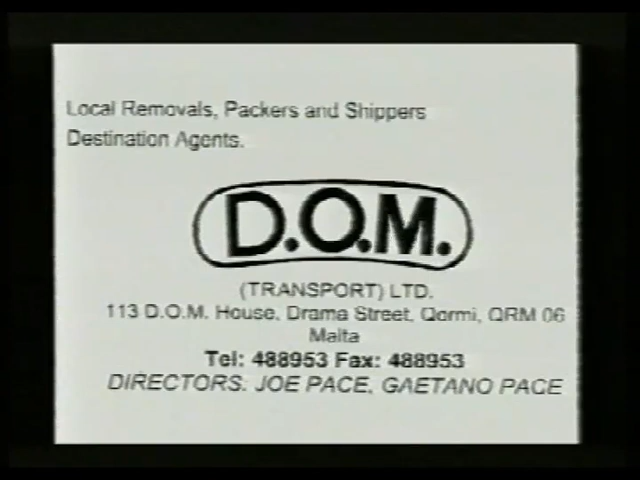 Local Removals, Packers and Shippers
Destination Agents.
D.O.M.
(TRANSPORT) LTD.
113 D.O.M. House, Drama Street, Qormi, QRM 06
Malta
Tel: 488953 Fax: 488953
DIRECTORS: JOE PACE, GAETANO PACE